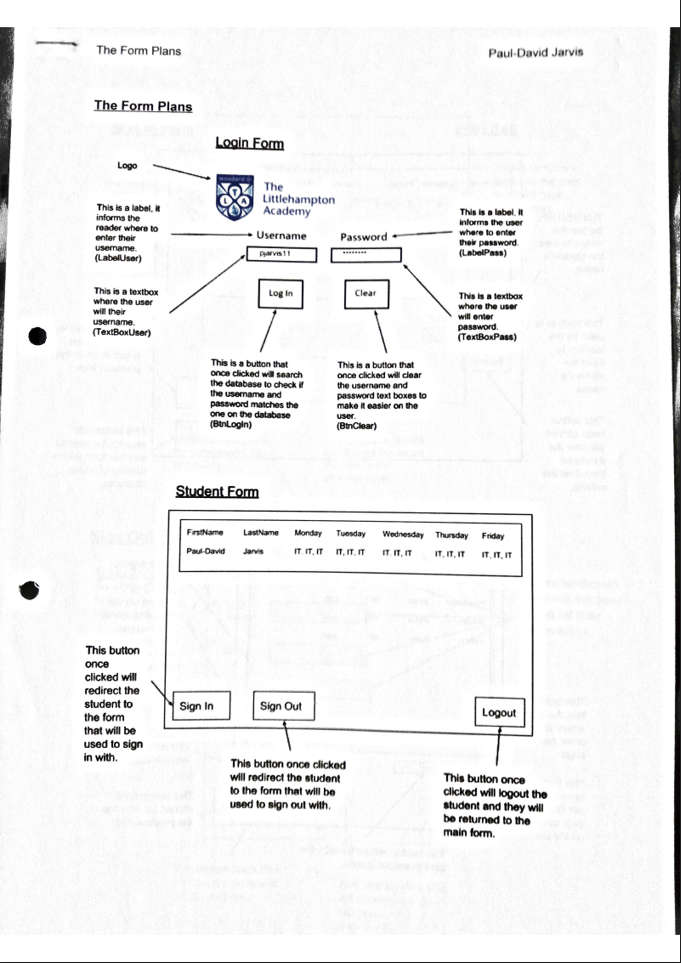 The Form Plans
Paul-David Jarvis
The Form Plans
Login Form
Logo
woodard
T
L A
The
Littlehampton
Academy
This is a label, it
informs the
reader where to
enter their
username.
(LabelUser)
Username
Password
This is a label, it
informs the user
where to enter
their password.
(LabelPass)
pjarvis11
********
This is a textbox
where the user
will their
username.
(TextBoxUser)
Log In
Clear
This is a textbox
where the user
will enter
password.
(TextBoxPass)
This is a button that
once clicked will search
the database to check if
the username and
password matches the
one on the database
(BtnLogIn)
This is a button that
once clicked will clear
the username and
password text boxes to
make it easier on the
user.
(BtnClear)
Student Form
FirstName LastName Monday Tuesday Wednesday Thursday Friday
Paul-David Jarvis IT, IT, IT IT, IT, IT IT, IT, IT IT, IT, IT IT, IT, IT
This button
once
clicked will
redirect the
student to
the form
that will be
used to sign
in with.
Sign In
Sign Out
Logout
This button once clicked
will redirect the student
to the form that will be
used to sign out with.
This button once
clicked will logout the
student and they will
be returned to the
main form.